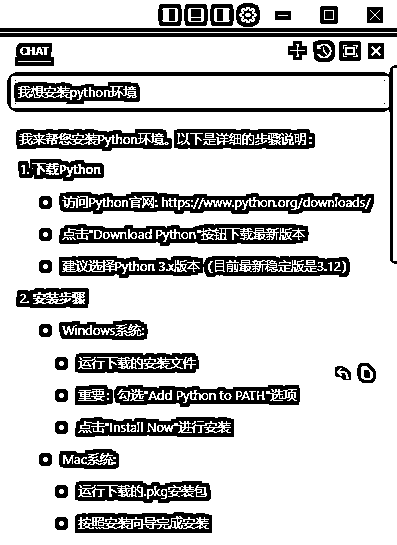 CHAT
我想安装python环境
我来帮您安装Python环境。以下是详细的步骤说明：
1. 下载Python
访问Python官网: https://www.python.org/downloads/
点击"Download Python"按钮下载最新版本
建议选择Python 3.x版本（目前最新稳定版是3.12）
2. 安装步骤
Windows系统:
运行下载的安装文件
重要：勾选"Add Python to PATH"选项
点击"Install Now"进行安装
Mac系统:
运行下载的.pkg安装包
按照安装向导完成安装